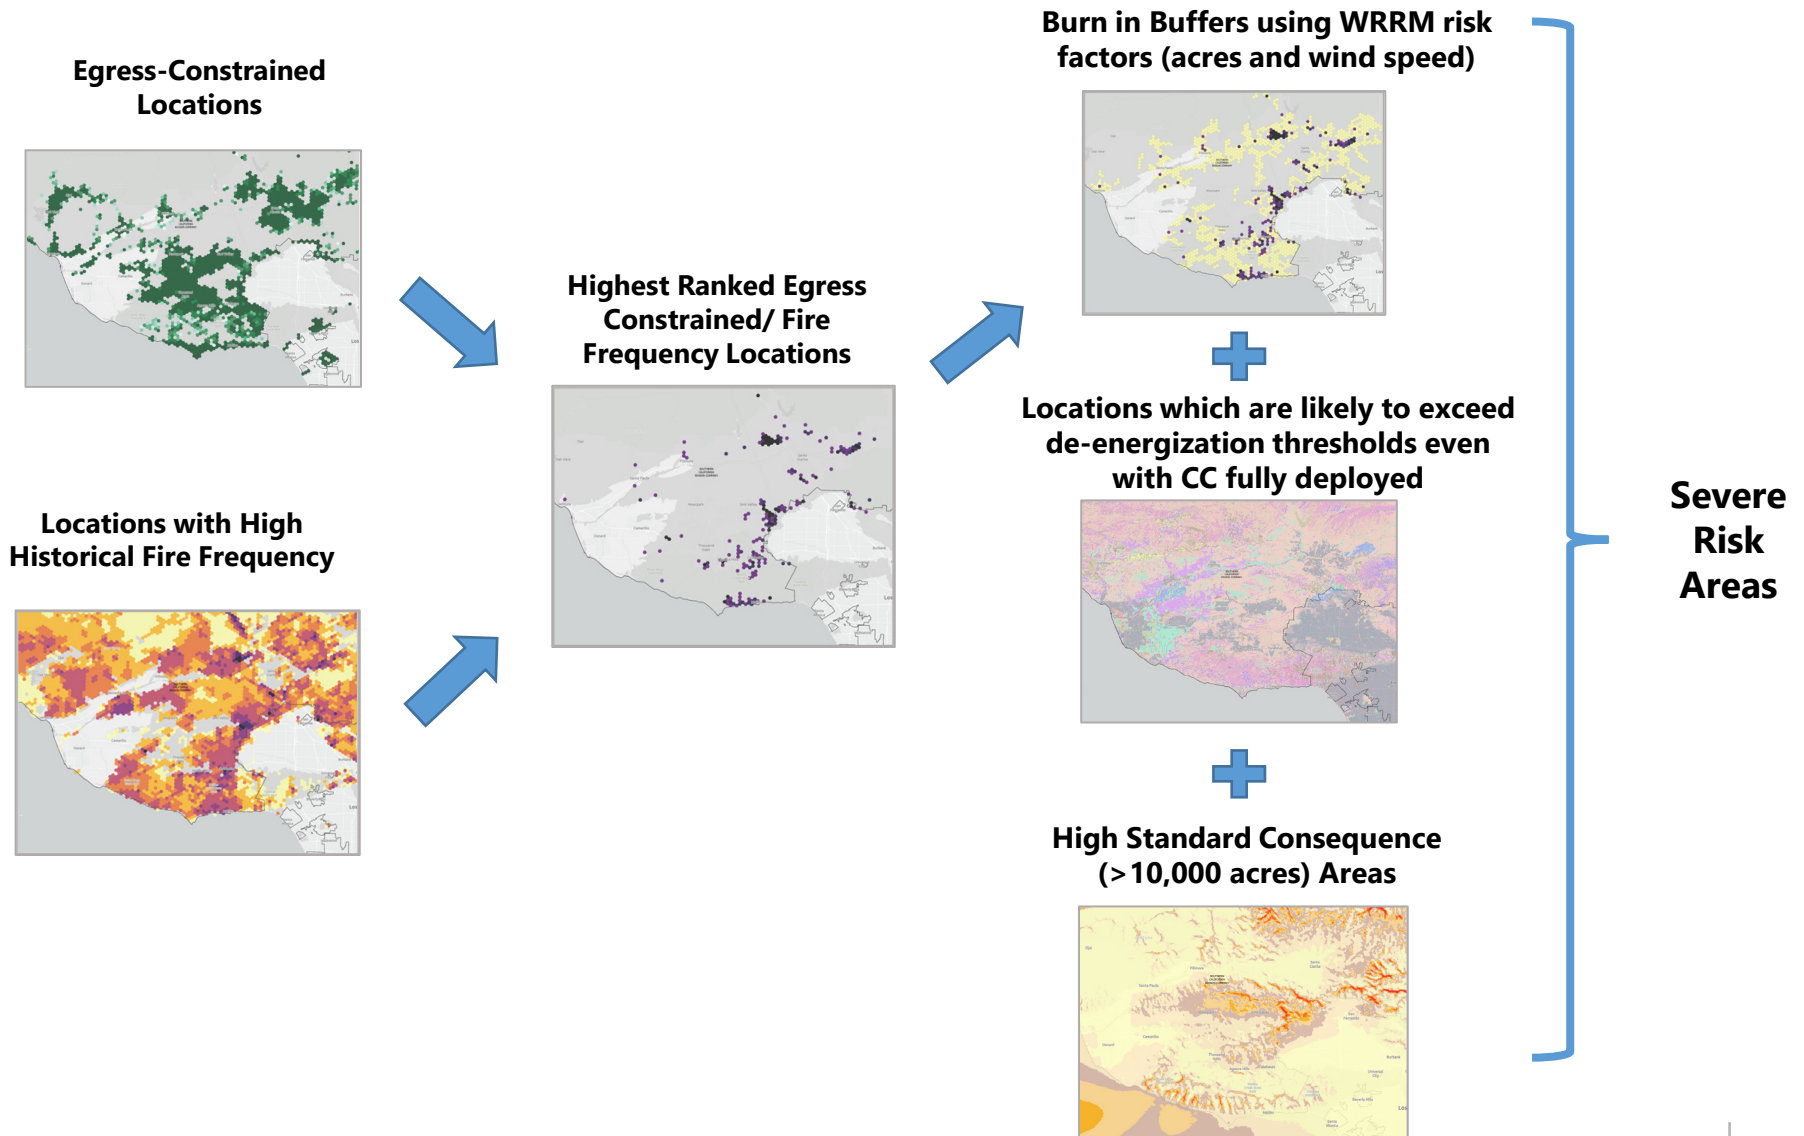 Egress-Constrained
Locations
Locations with High
Historical Fire Frequency
Highest Ranked Egress
Constrained/ Fire
Frequency Locations
Burn in Buffers using WRRM risk
factors (acres and wind speed)
Locations which are likely to exceed
de-energization thresholds even
with CC fully deployed
High Standard Consequence
(>10,000 acres) Areas
Severe
Risk
Areas